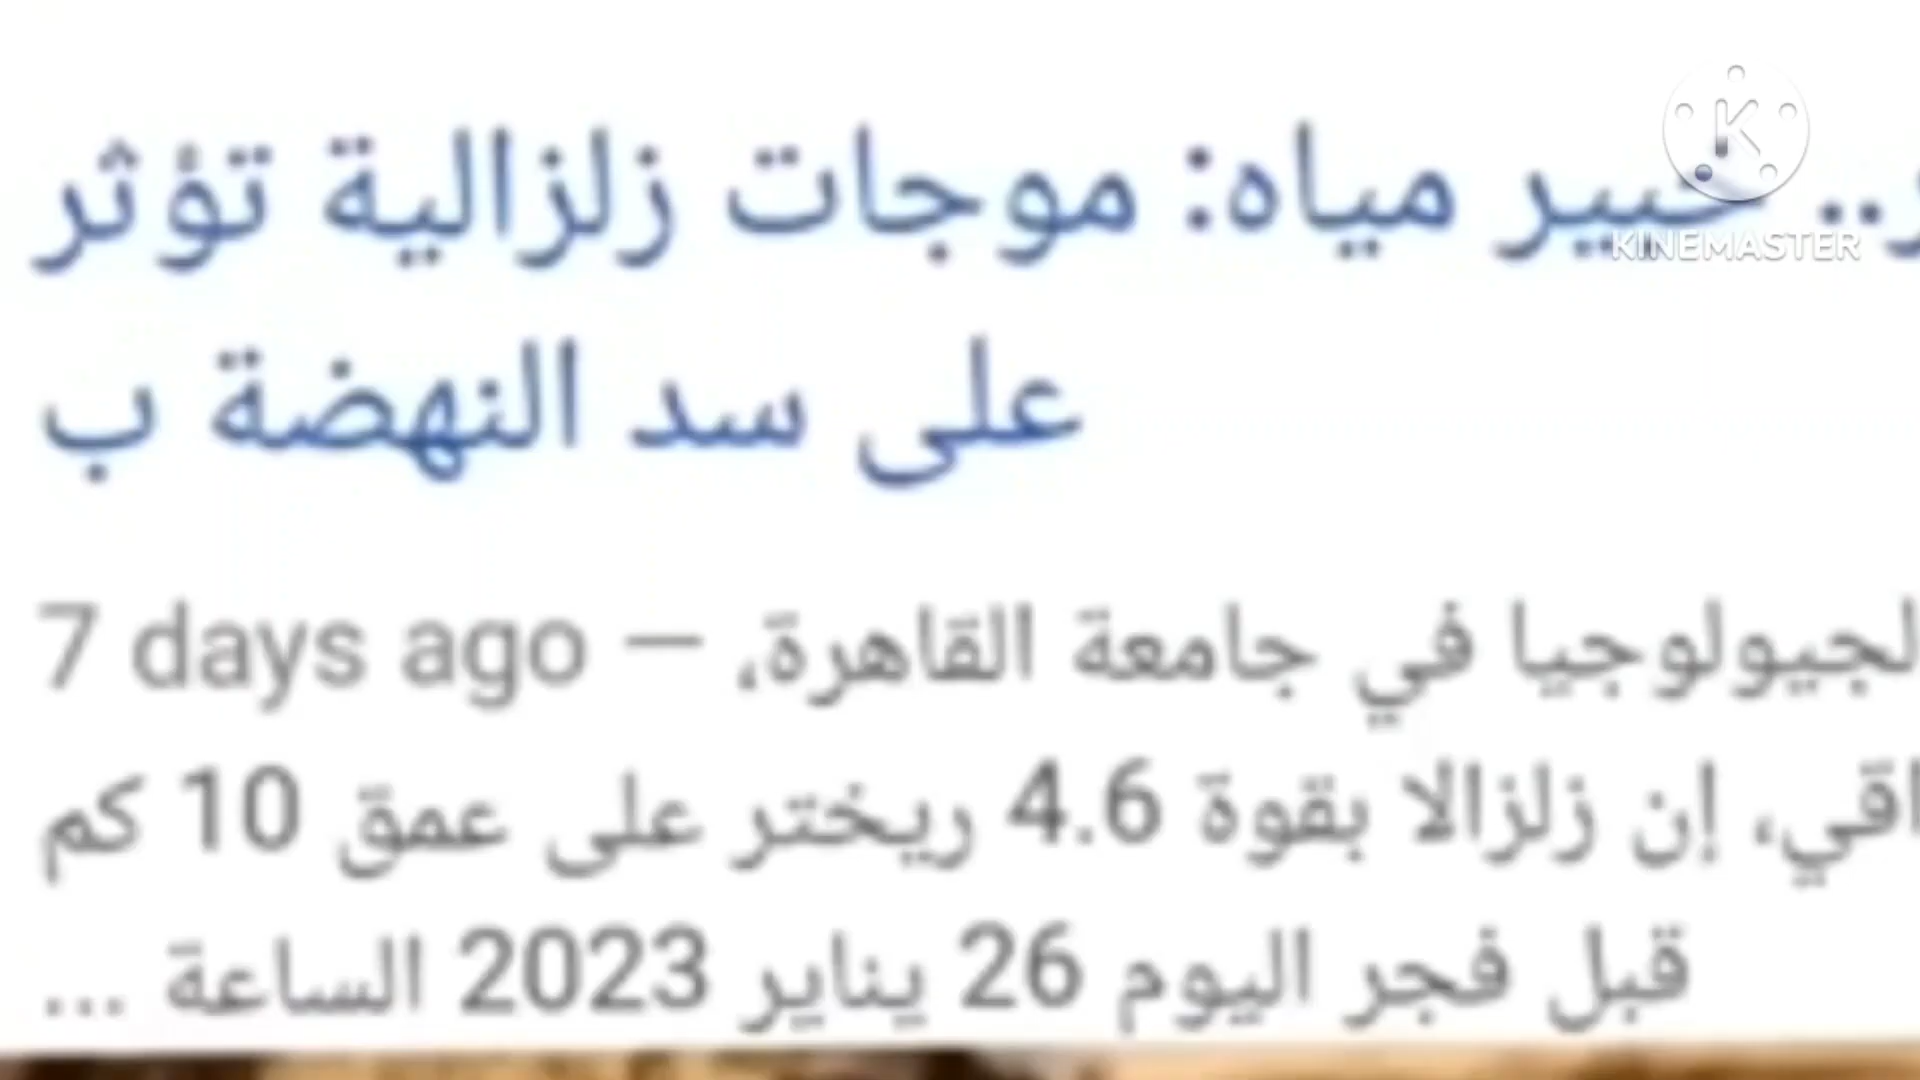 .. خبير مياه: موجات زلزالية تؤثر
على سد النهضة ب
7 days ago — لجيولوجيا في جامعة القاهرة،
اقي، إن زلزالا بقوة 4.6 ريختر على عمق 10 كم
قبل فجر اليوم 26 يناير 2023 الساعة ...
KINEMASTER